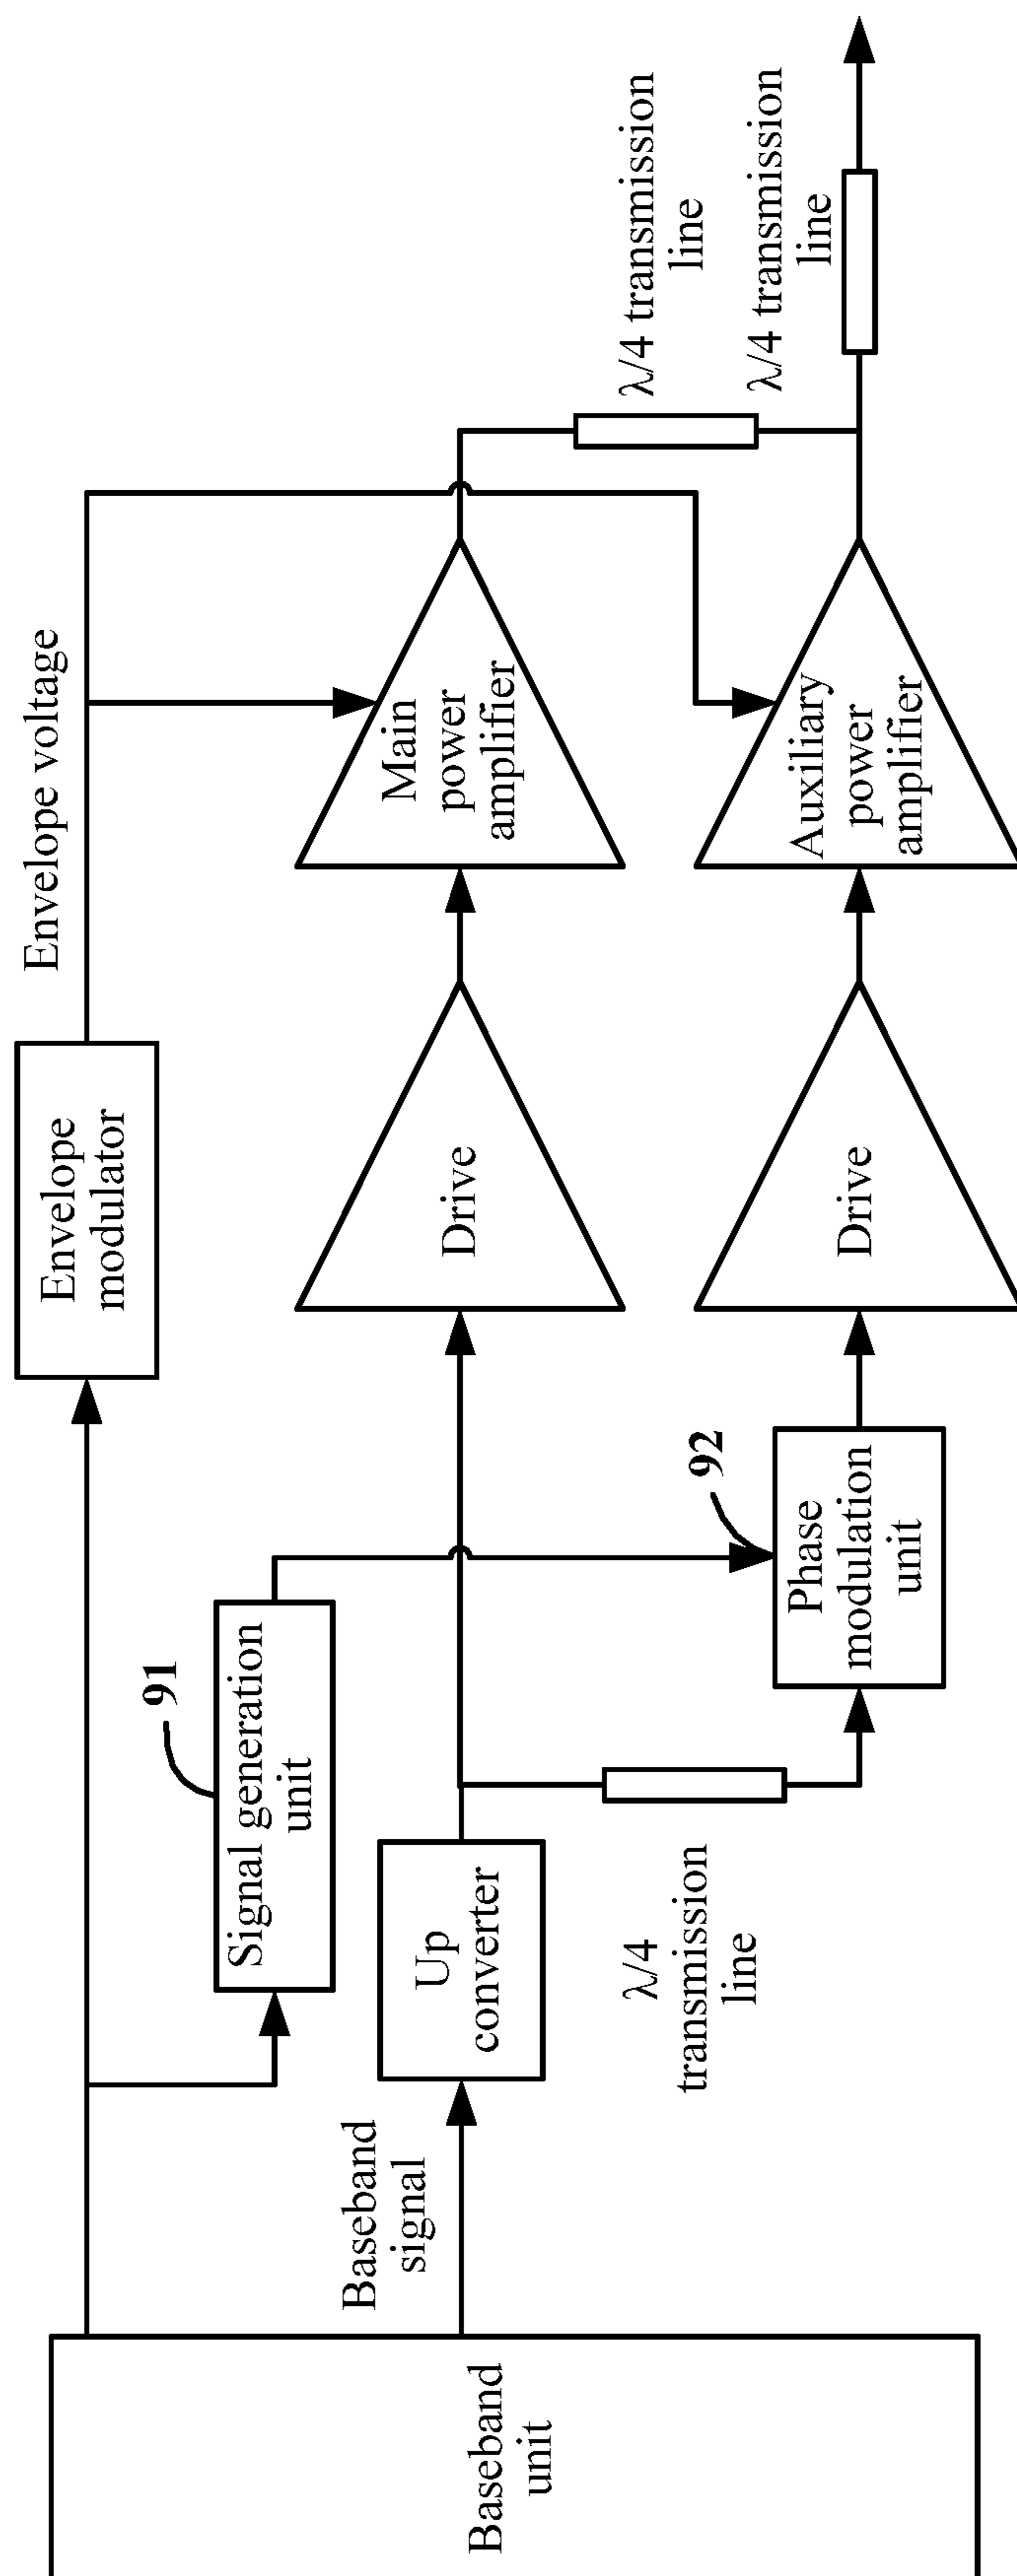 Baseband
unit
Baseband
signal
Up
converter
91
Signal generation
unit
λ/4
transmission
line
92
Phase
modulation
unit
Envelope
modulator
Envelope voltage
Drive
Drive
Main
power
amplifier
Auxiliary
power
amplifier
λ/4 transmission
line
λ/4 transmission
line